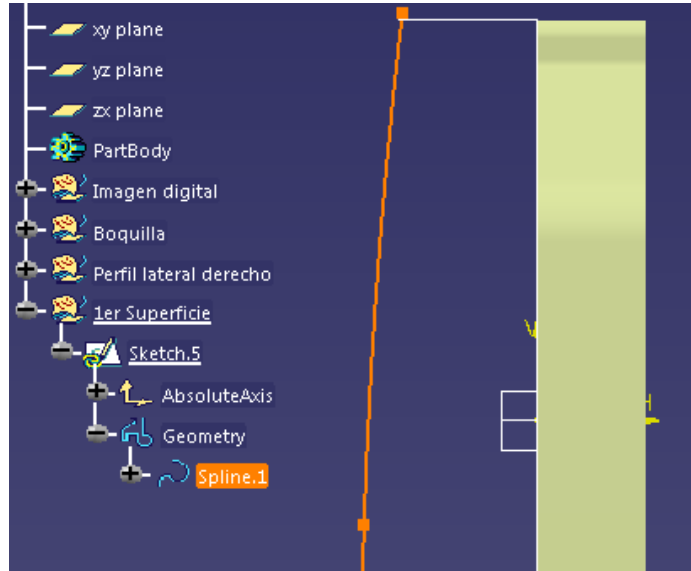 xy plane
yz plane
zx plane
PartBody
Imagen digital
Boquilla
Perfil lateral derecho
1er Superficie
Sketch.5
AbsoluteAxis
Geometry
Spline.1
V
H